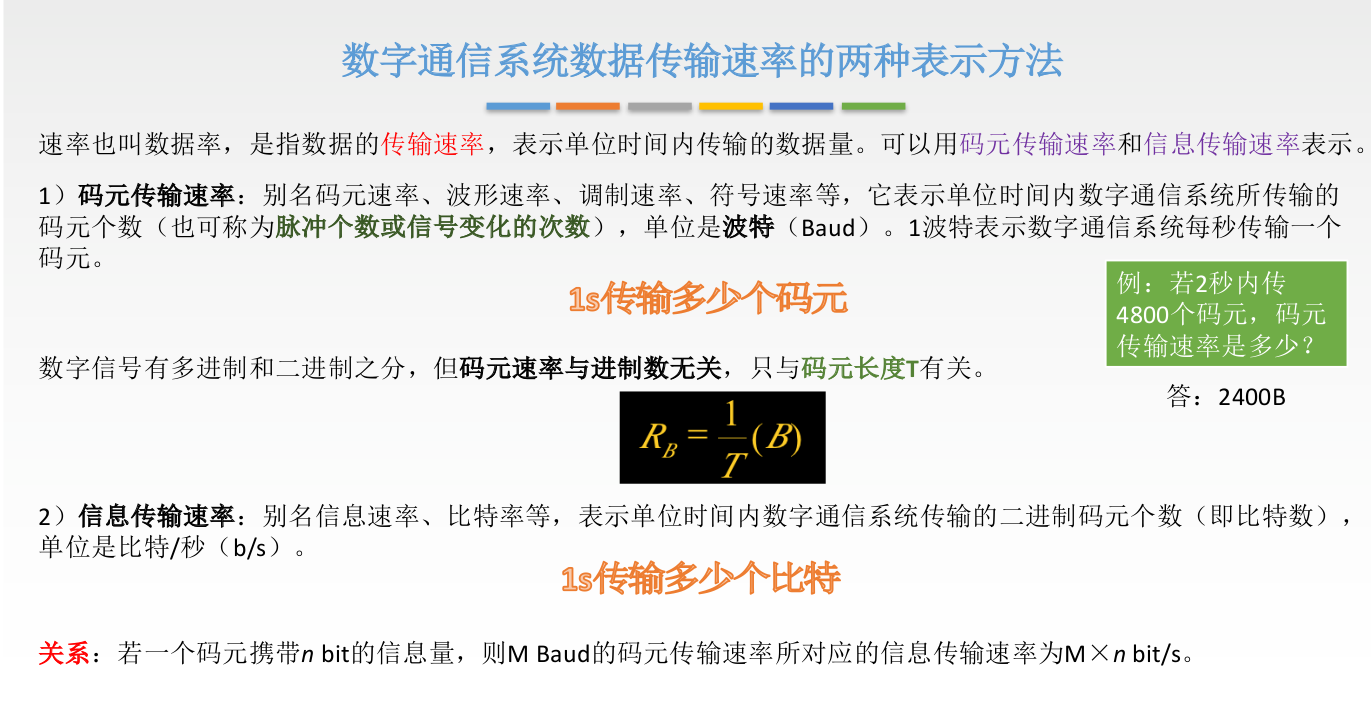 数字通信系统数据传输速率的两种表示方法
速率也叫数据率，是指数据的传输速率，表示单位时间内传输的数据量。可以用码元传输速率和信息传输速率表示。
1）码元传输速率：别名码元速率、波形速率、调制速率、符号速率等，它表示单位时间内数字通信系统所传输的
码元个数（也可称为脉冲个数或信号变化的次数），单位是波特（Baud）。1波特表示数字通信系统每秒传输一个
码元。
1s传输多少个码元
例：若2秒内传
4800个码元，码元
传输速率是多少？
数字信号有多进制和二进制之分，但码元速率与进制数无关，只与码元长度T有关。
答：2400B
R_B = 1/T (B)
2）信息传输速率：别名信息速率、比特率等，表示单位时间内数字通信系统传输的二进制码元个数（即比特数），
单位是比特/秒（b/s）。
1s传输多少个比特
关系：若一个码元携带n bit的信息量，则M Baud的码元传输速率所对应的信息传输速率为M×n bit/s。